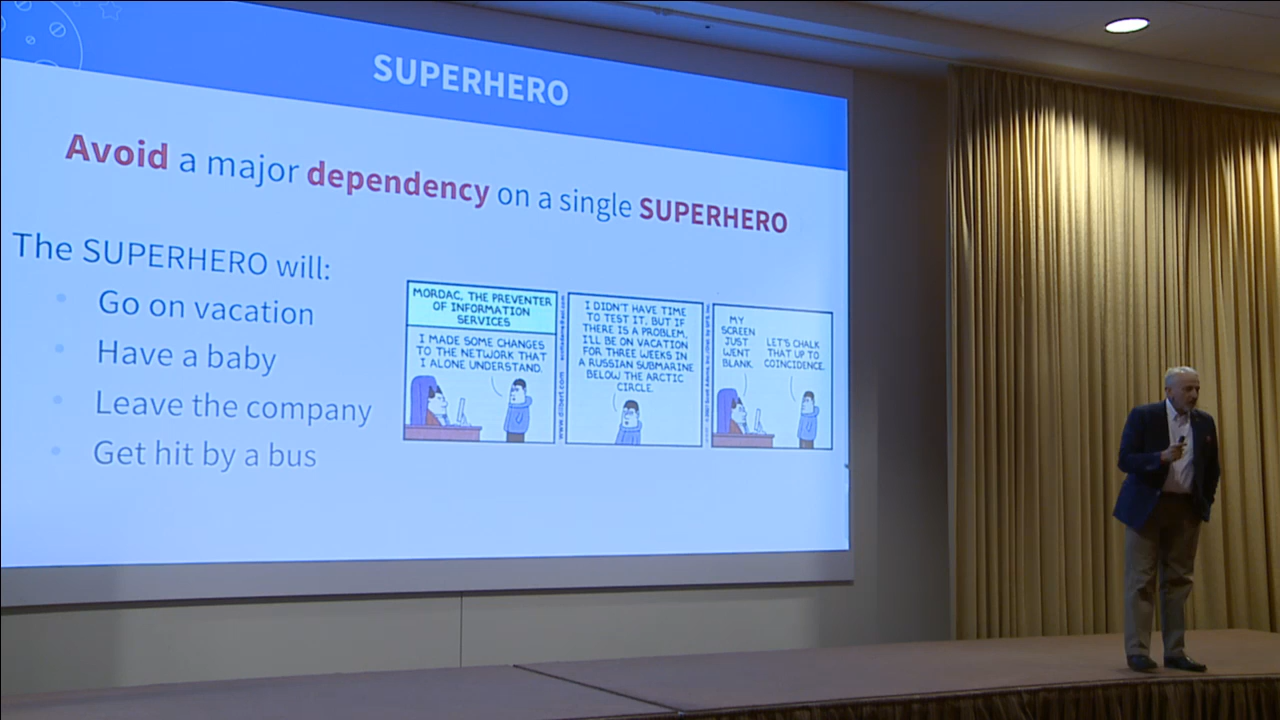 SUPERHERO
Avoid a major dependency on a single SUPERHERO
The SUPERHERO will:
Go on vacation
Have a baby
Leave the company
Get hit by a bus
MORDAC, THE PREVENTER
OF INFORMATION
SERVICES
I MADE SOME CHANGES
TO THE NETWORK THAT
I ALONE UNDERSTAND.
www.dilbert.com
I DIDN'T HAVE TIME
TO TEST IT, BUT IF
THERE IS A PROBLEM,
I'LL BE ON VACATION
FOR THREE WEEKS IN
A RUSSIAN SUBMARINE
BELOW THE ARCTIC
CIRCLE.
MY
SCREEN
JUST
WENT
BLANK.
LET'S CHALK
THAT UP TO
COINCIDENCE.